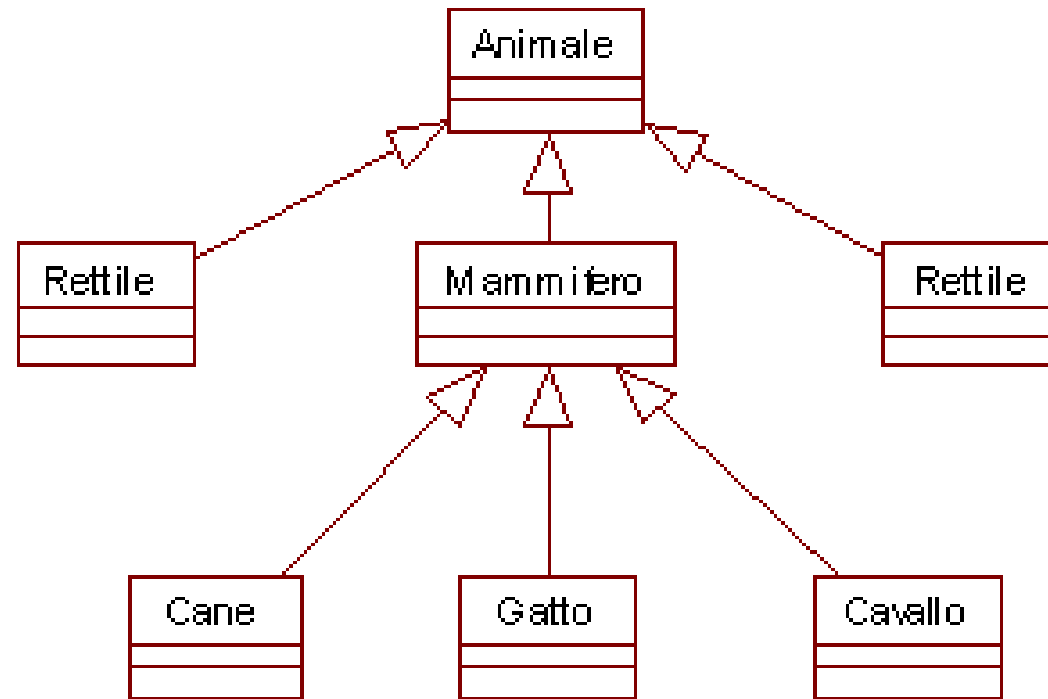 Animale
Rettile
Mammifero
Rettile
Cane
Gatto
Cavallo